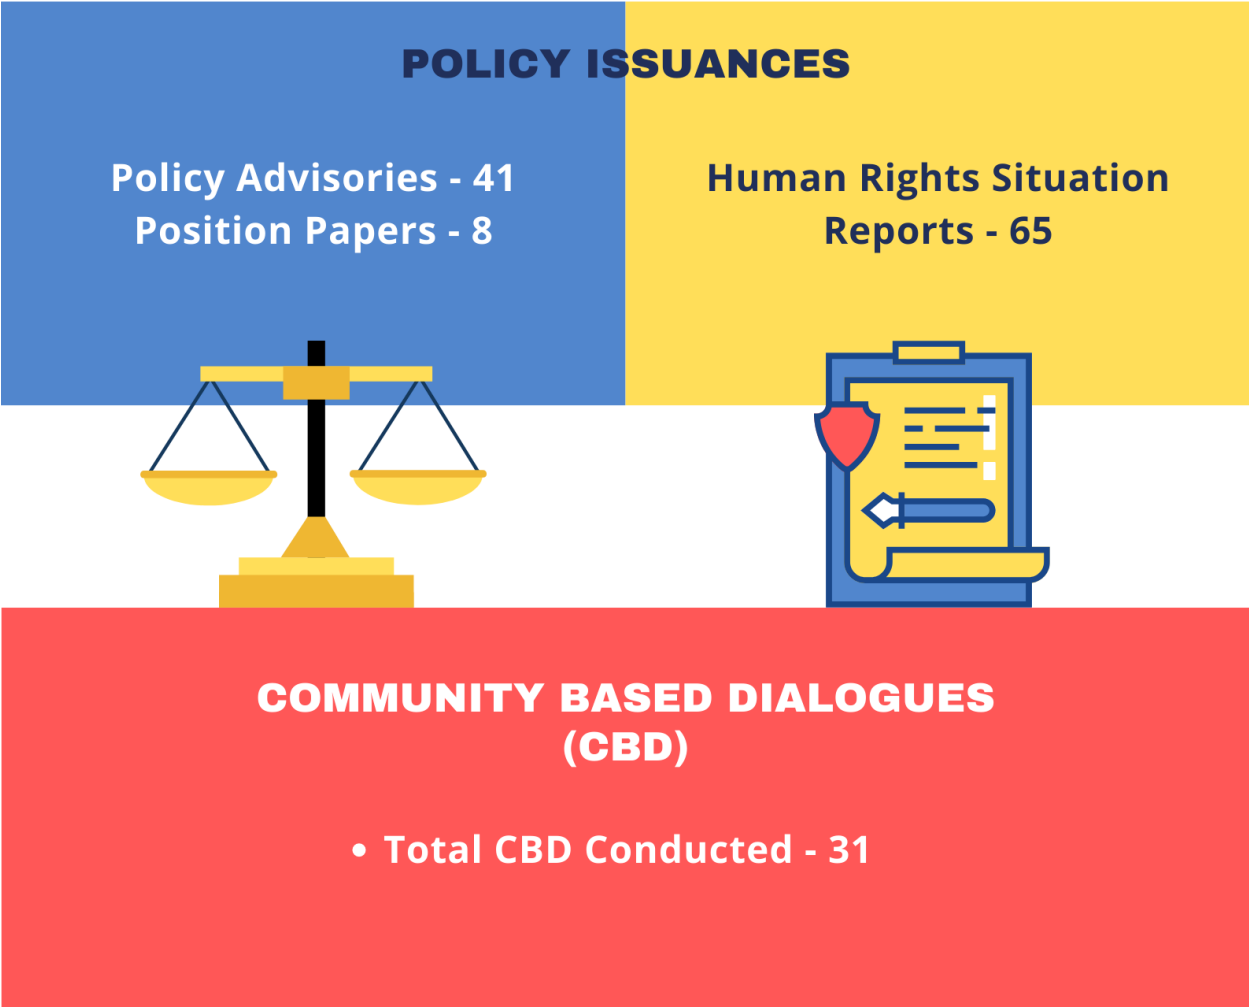 POLICY ISSUANCES
Policy Advisories - 41
Position Papers - 8
Human Rights Situation
Reports - 65
COMMUNITY BASED DIALOGUES
(CBD)
• Total CBD Conducted - 31